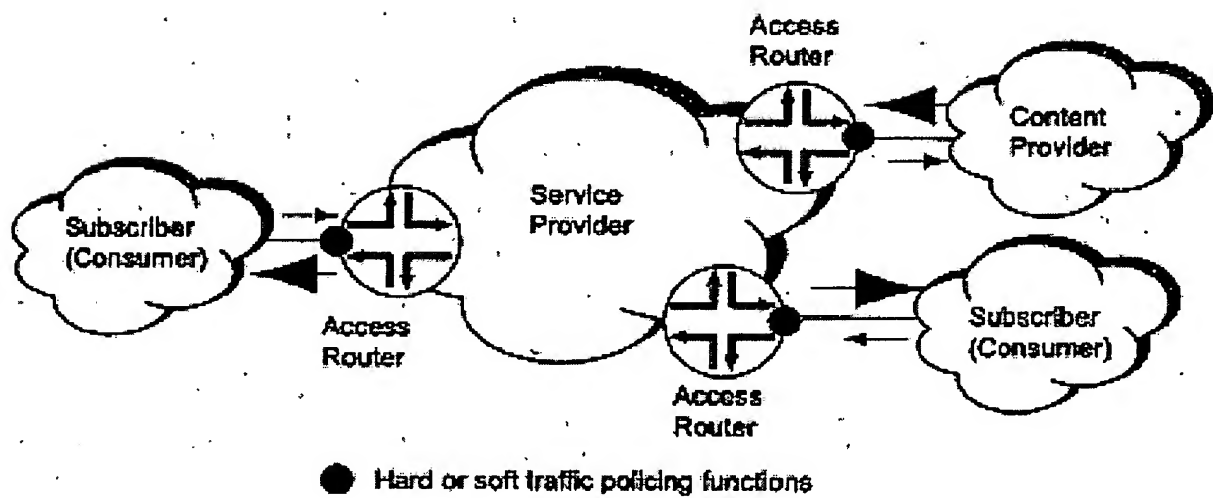 Access
Router
Content
Provider
Service
Provider
Subscriber
(Consumer)
Access
Router
Subscriber
(Consumer)
Access
Router
Hard or soft traffic policing functions